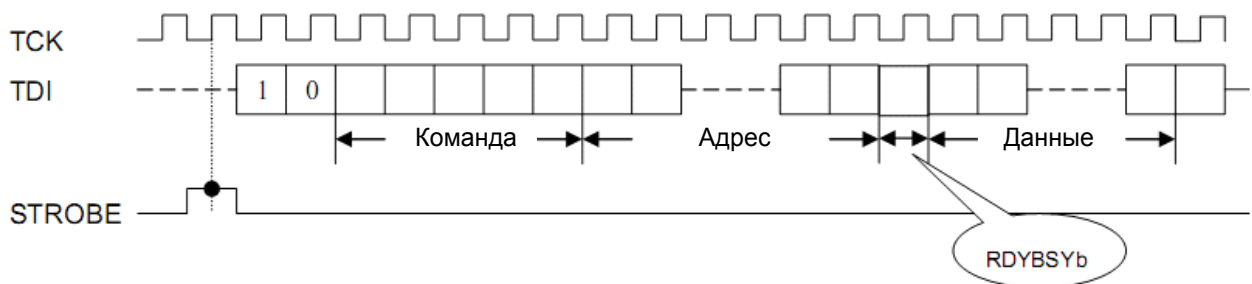 TCK
TDI
1 0
Команда Адрес Данные
STROBE
RDYBSYb